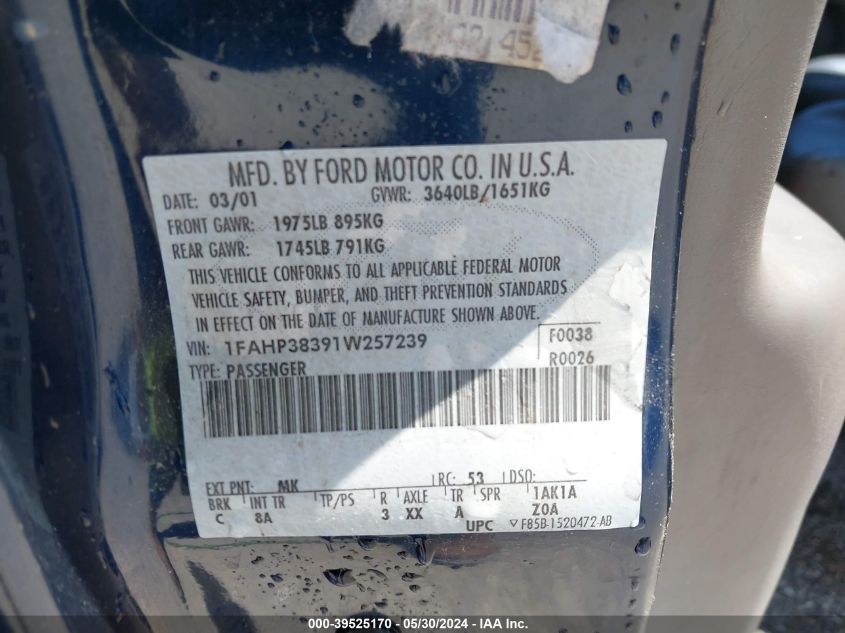 MFD. BY FORD MOTOR CO. IN U.S.A.
DATE: 03/01 GVWR: 3640LB/1651KG
FRONT GAWR: 1975LB 895KG
REAR GAWR: 1745LB 791KG
THIS VEHICLE CONFORMS TO ALL APPLICABLE FEDERAL MOTOR
VEHICLE SAFETY, BUMPER, AND THEFT PREVENTION STANDARDS
IN EFFECT ON THE DATE OF MANUFACTURE SHOWN ABOVE.
VIN: 1FAHP38391W257239 F0038
TYPE: PASSENGER R0026
EXT PNT: MK RC: 53 DSO:
BRK INT TR TP/PS R AXLE TR SPR 1AK1A
C 8A 3 XX A Z0A
UPC F85B-1520472-AB
000-39525170 - 05/30/2024 - IAA Inc.